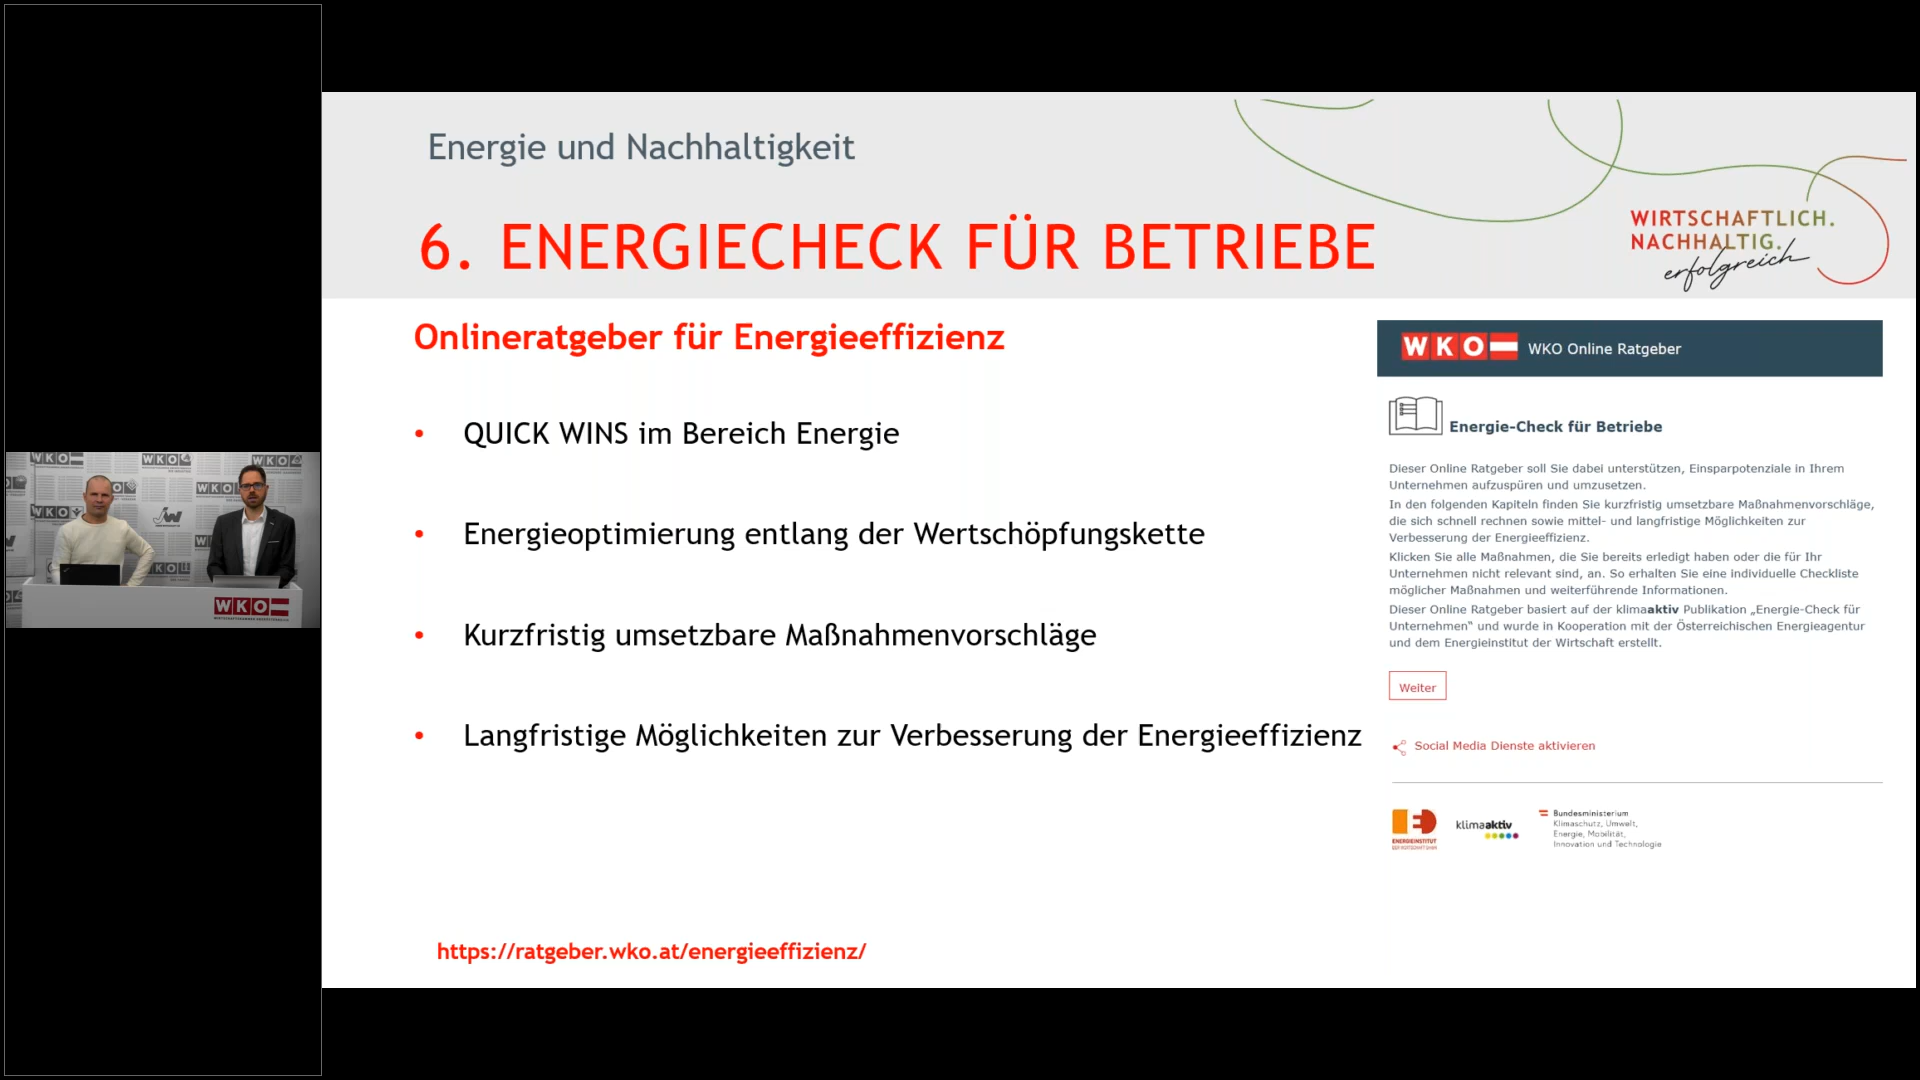 Energie und Nachhaltigkeit
6. ENERGIECHECK FÜR BETRIEBE
WIRTSCHAFTLICH.
NACHHALTIG.
erfolgreich
Onlineratgeber für Energieeffizienz
• QUICK WINS im Bereich Energie
• Energieoptimierung entlang der Wertschöpfungskette
• Kurzfristig umsetzbare Maßnahmenvorschläge
• Langfristige Möglichkeiten zur Verbesserung der Energieeffizienz
https://ratgeber.wko.at/energieeffizienz/
WKO WKO Online Ratgeber
Energie-Check für Betriebe
Dieser Online Ratgeber soll Sie dabei unterstützen, Einsparpotenziale in Ihrem
Unternehmen aufzuspüren und umzusetzen.
In den folgenden Kapiteln finden Sie kurzfristig umsetzbare Maßnahmenvorschläge,
die sich schnell rechnen sowie mittel- und langfristige Möglichkeiten zur
Verbesserung der Energieeffizienz.
Klicken Sie alle Maßnahmen, die Sie bereits erledigt haben oder die für Ihr
Unternehmen nicht relevant sind, an. So erhalten Sie eine individuelle Checkliste
möglicher Maßnahmen und weiterführende Informationen.
Dieser Online Ratgeber basiert auf der klimaaktiv Publikation „Energie-Check für
Unternehmen“ und wurde in Kooperation mit der Österreichischen Energieagentur
und dem Energieinstitut der Wirtschaft erstellt.
Weiter
Social Media Dienste aktivieren
ENERGIEINSTITUT
klimaaktiv
Bundesministerium
Klimaschutz, Umwelt,
Energie, Mobilität,
Innovation und Technologie
WKO
WKO
WKO
WKO
WKO
JW
WKO